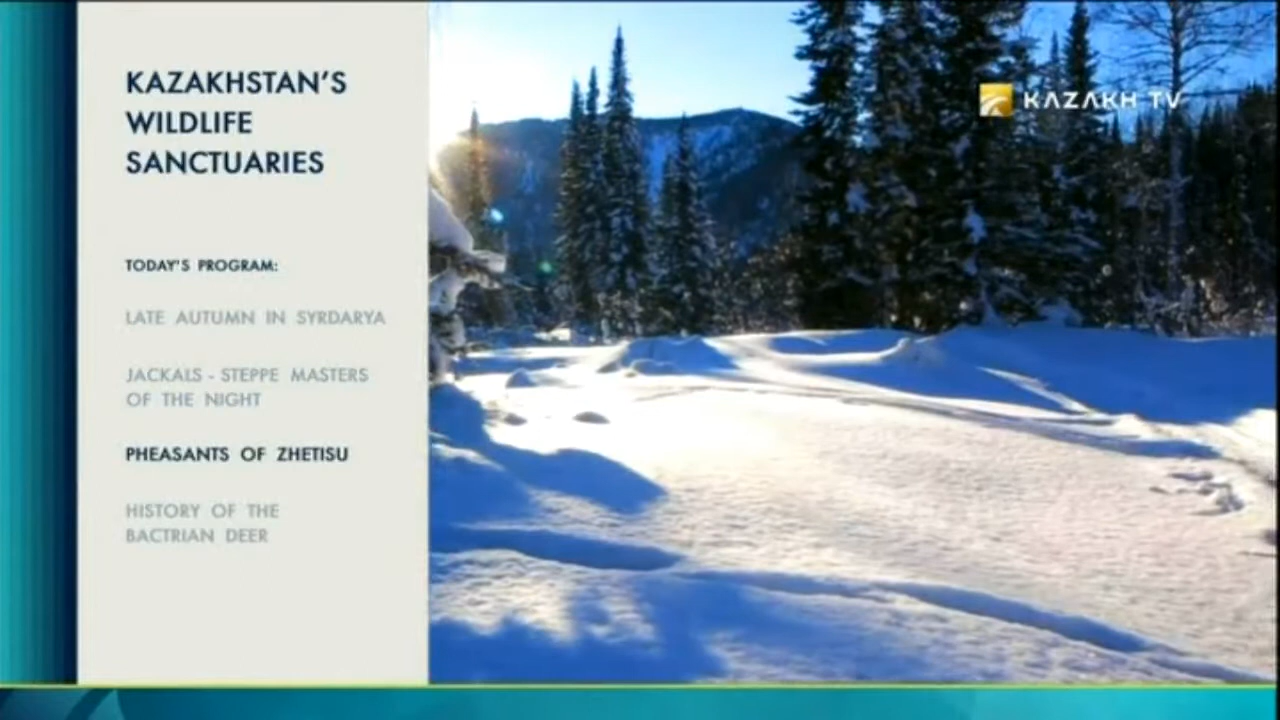 KAZAKHSTAN'S
WILDLIFE
SANCTUARIES
KAZAKH TV
TODAY'S PROGRAM:
LATE AUTUMN IN SYRDARYA
JACKALS - STEPPE MASTERS
OF THE NIGHT
PHEASANTS OF ZHETISU
HISTORY OF THE
BACTRIAN DEER